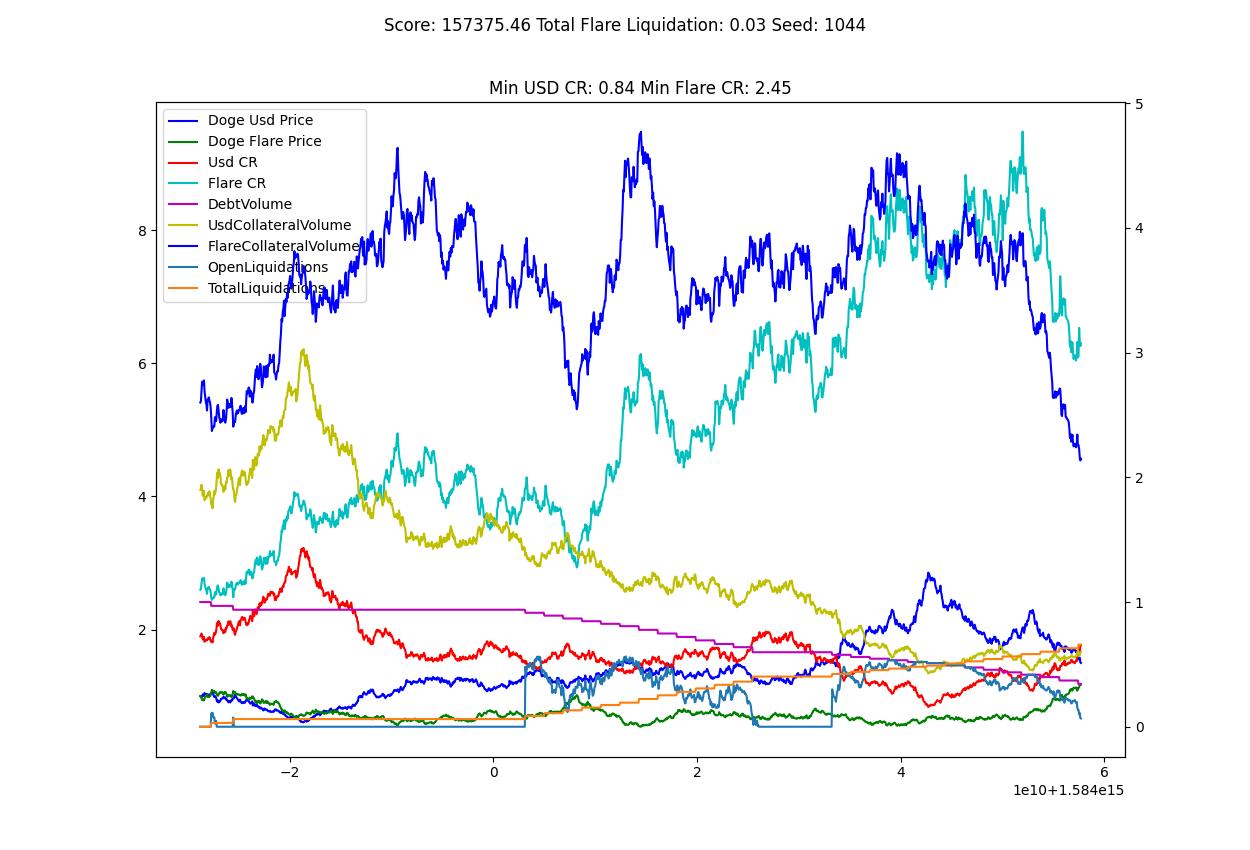 Score: 157375.46 Total Flare Liquidation: 0.03 Seed: 1044
Min USD CR: 0.84 Min Flare CR: 2.45
Doge Usd Price
Doge Flare Price
Usd CR
Flare CR
DebtVolume
UsdCollateralVolume
FlareCollateralVolume
OpenLiquidations
TotalLiquidations
8
6
4
2
5
4
3
2
1
0
−2
0
2
4
6
1e10+1.584e15